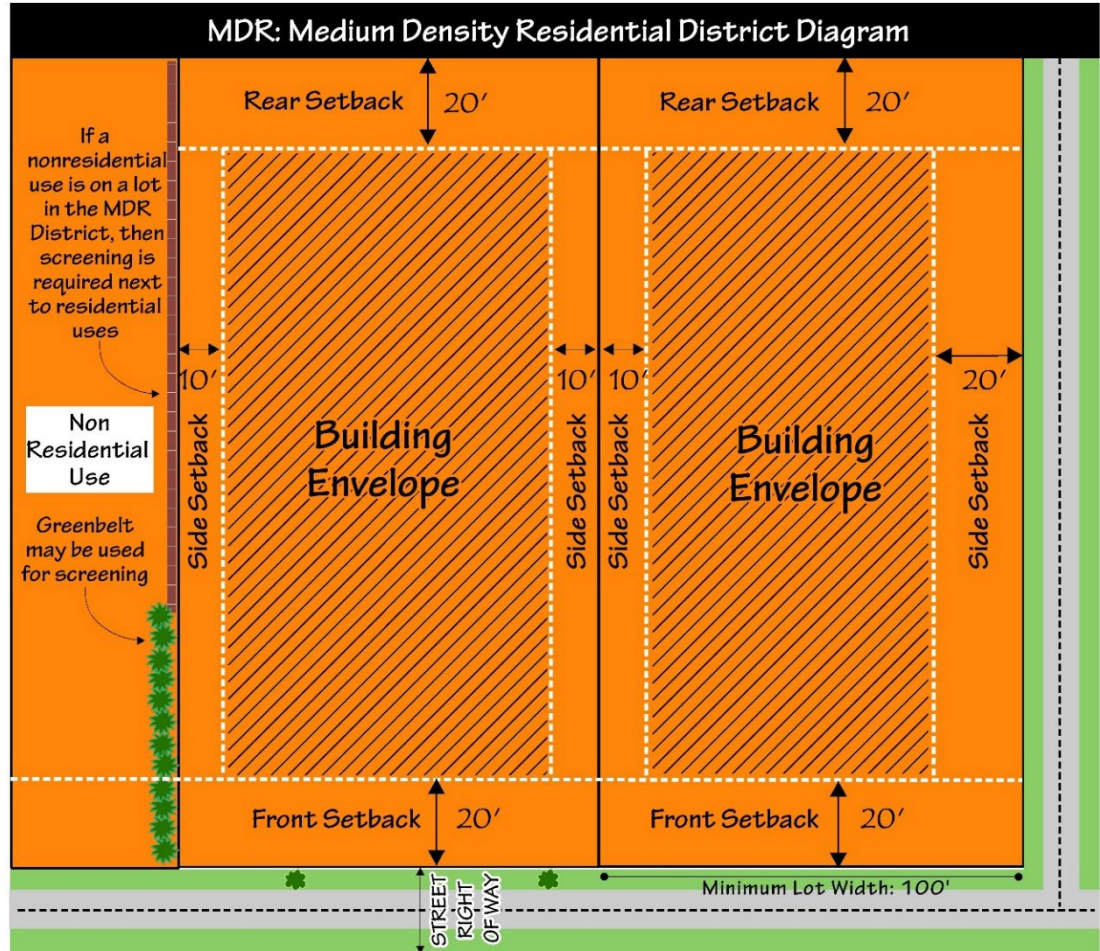 MDR: Medium Density Residential District Diagram
Rear Setback 20'
Rear Setback 20'
If a
nonresidential
use is on a lot
in the MDR
District, then
screening is
required next
to residential
uses
10'
10'
10'
20'
Side Setback
Side Setback
Side Setback
Side Setback
Non
Residential
Use
Building
Envelope
Building
Envelope
Greenbelt
may be used
for screening
Front Setback 20'
Front Setback 20'
STREET
RIGHT
OF WAY
Minimum Lot Width: 100'